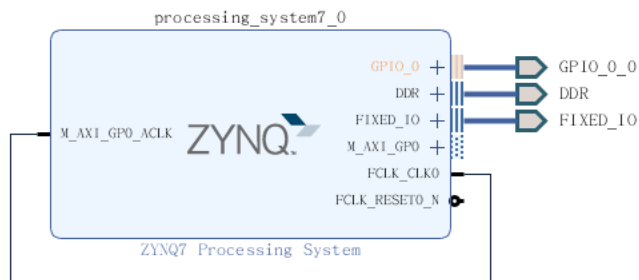 processing_system7_0
GPIO_0
GPIO_0_0
DDR
DDR
FIXED_IO
FIXED_IO
M_AXI_GP0_ACLK
ZYNQ
M_AXI_GP0
FCLK_CLK0
FCLK_RESET0_N
ZYNQ7 Processing System